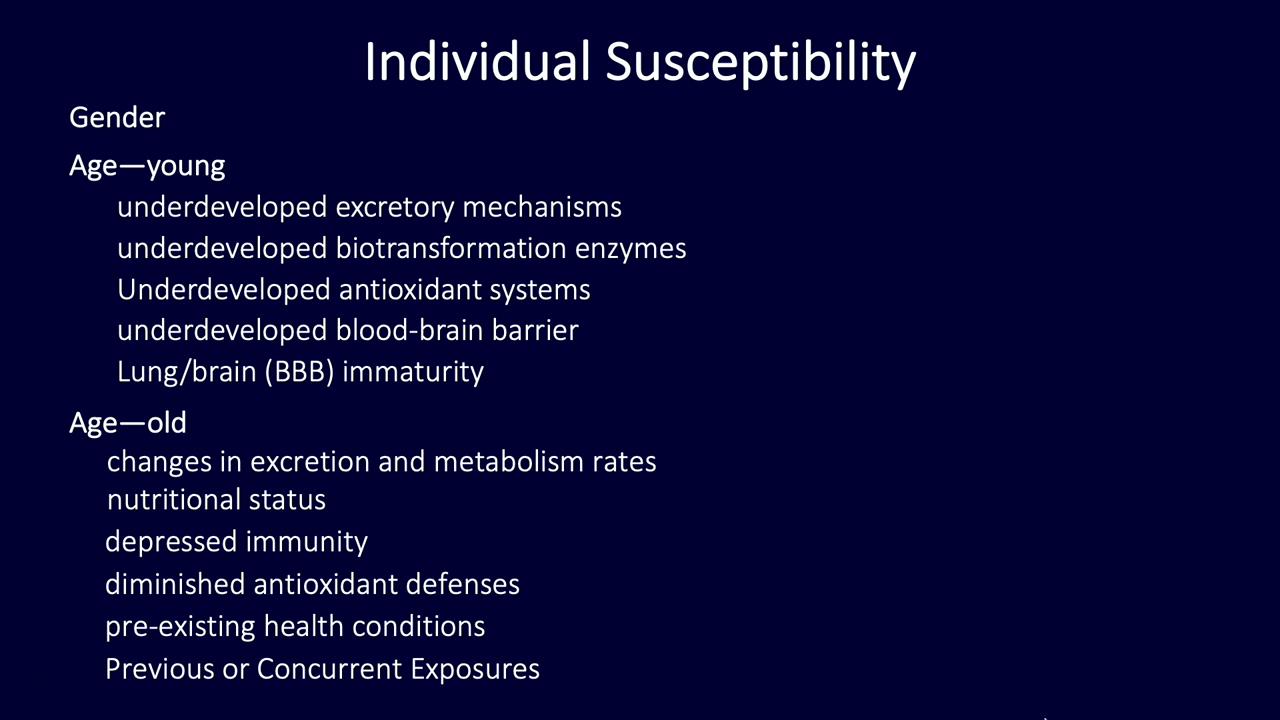 Individual Susceptibility
Gender
Age—young
underdeveloped excretory mechanisms
underdeveloped biotransformation enzymes
Underdeveloped antioxidant systems
underdeveloped blood-brain barrier
Lung/brain (BBB) immaturity
Age—old
changes in excretion and metabolism rates
nutritional status
depressed immunity
diminished antioxidant defenses
pre-existing health conditions
Previous or Concurrent Exposures